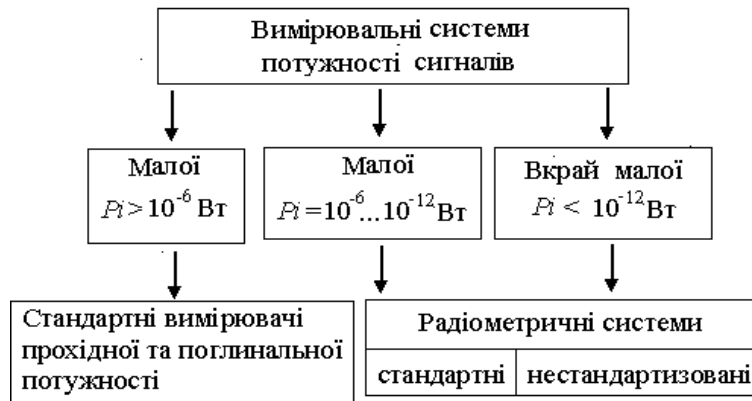 Вимірювальні системи
потужності сигналів
Малої
Pi > 10⁻⁶ Вт
Малої
Pi = 10⁻⁶...10⁻¹² Вт
Вкрай малої
Pi < 10⁻¹² Вт
Стандартні вимірювачі
прохідної та поглинальної
потужності
Радіометричні системи
стандартні
нестандартизовані